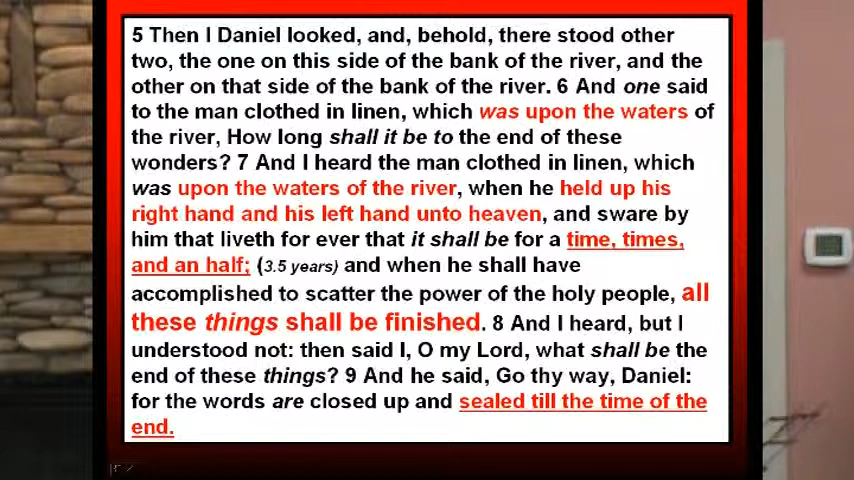 5 Then I Daniel looked, and, behold, there stood other
two, the one on this side of the bank of the river, and the
other on that side of the bank of the river. 6 And one said
to the man clothed in linen, which was upon the waters of
the river, How long shall it be to the end of these
wonders? 7 And I heard the man clothed in linen, which
was upon the waters of the river, when he held up his
right hand and his left hand unto heaven, and sware by
him that liveth for ever that it shall be for a time, times,
and an half; (3.5 years) and when he shall have
accomplished to scatter the power of the holy people, all
these things shall be finished. 8 And I heard, but I
understood not: then said I, O my Lord, what shall be the
end of these things? 9 And he said, Go thy way, Daniel:
for the words are closed up and sealed till the time of the
end.